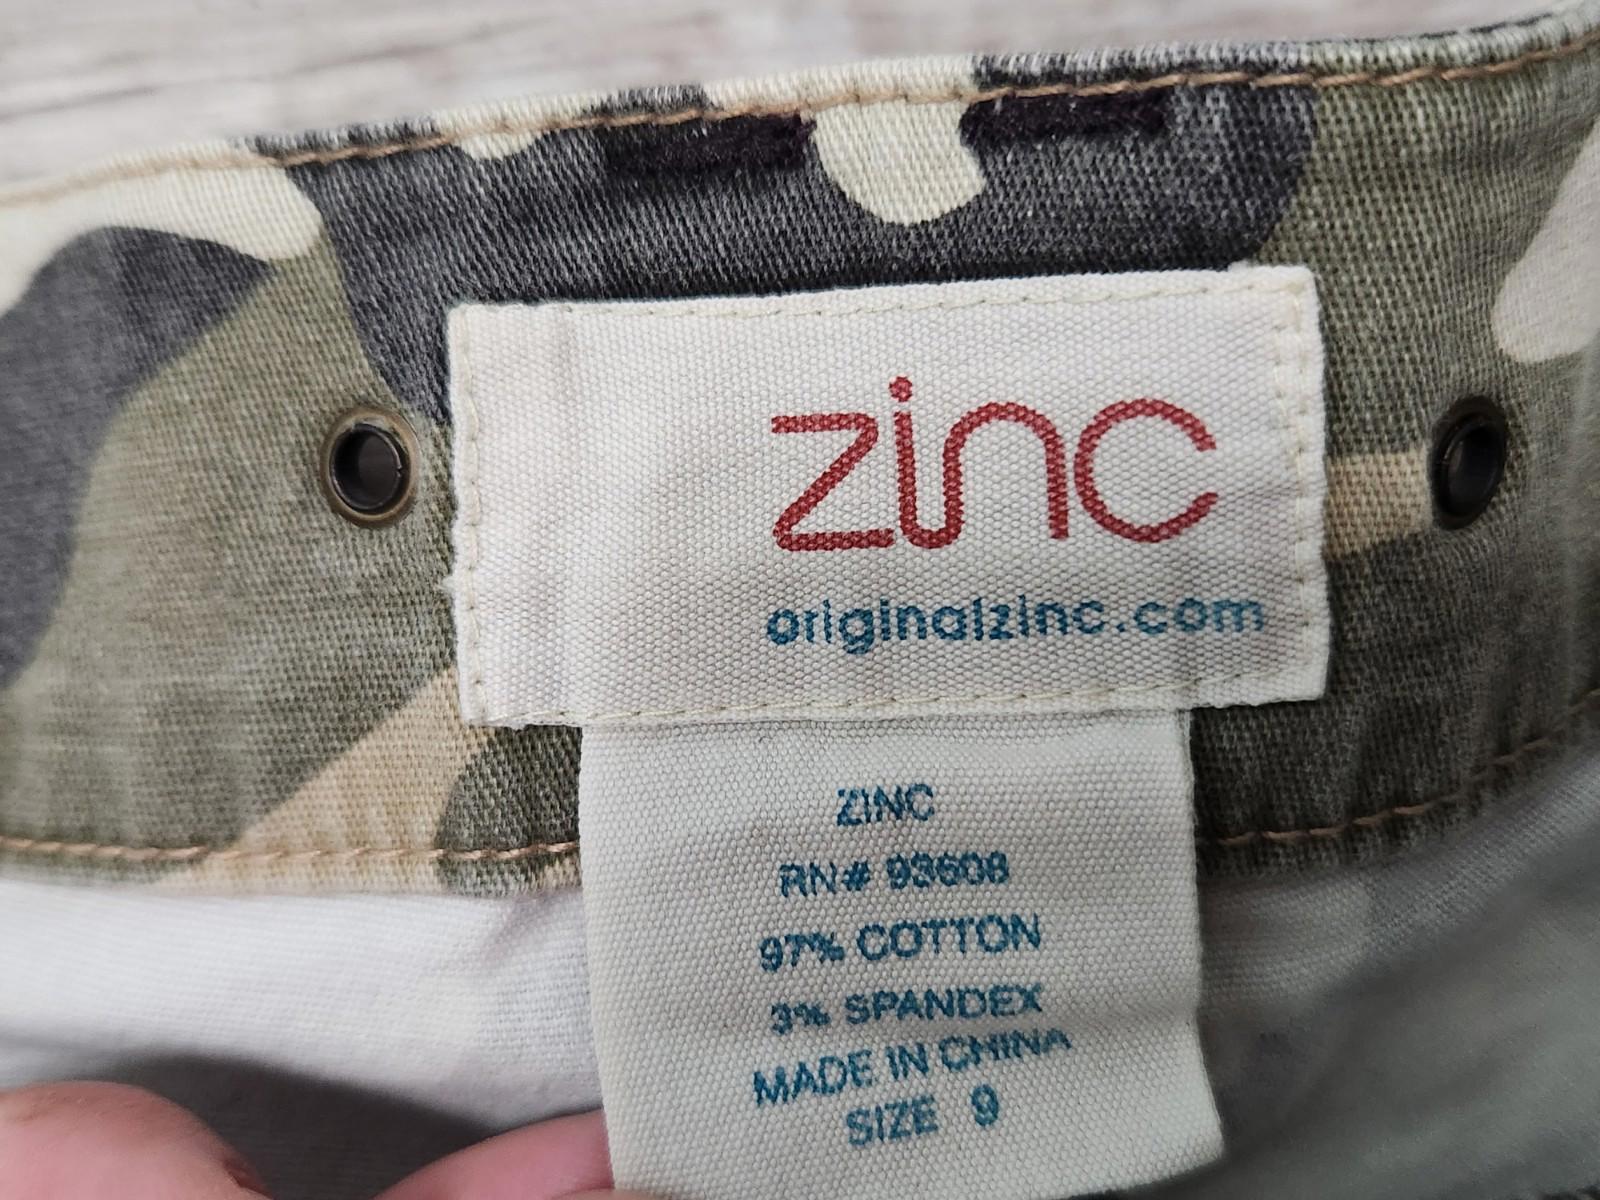 zinc
originalzinc.com
ZINC
RN# 93608
97% COTTON
3% SPANDEX
MADE IN CHINA
SIZE 9